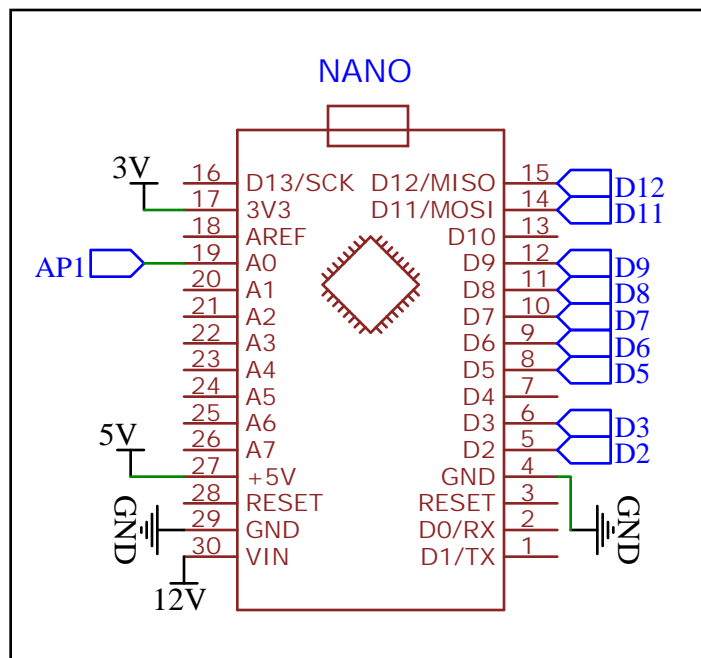 NANO
3V
16 D13/SCK D12/MISO 15 D12
17 3V3 D11/MOSI 14 D11
18 AREF D10 13
AP1 19 A0 D9 12 D9
20 A1 D8 11 D8
21 A2 D7 10 D7
22 A3 D6 9 D6
23 A4 D5 8 D5
24 A5 D4 7
25 A6 D3 6 D3
5V
26 A7 D2 5 D2
27 +5V GND 4
28 RESET RESET 3
GND 29 GND D0/RX 2 GND
30 VIN D1/TX 1
12V